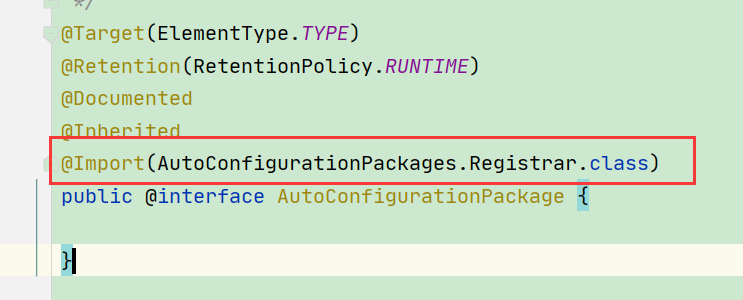 */
@Target(ElementType.TYPE)
@Retention(RetentionPolicy.RUNTIME)
@Documented
@Inherited
@Import(AutoConfigurationPackages.Registrar.class)
public @interface AutoConfigurationPackage {
}